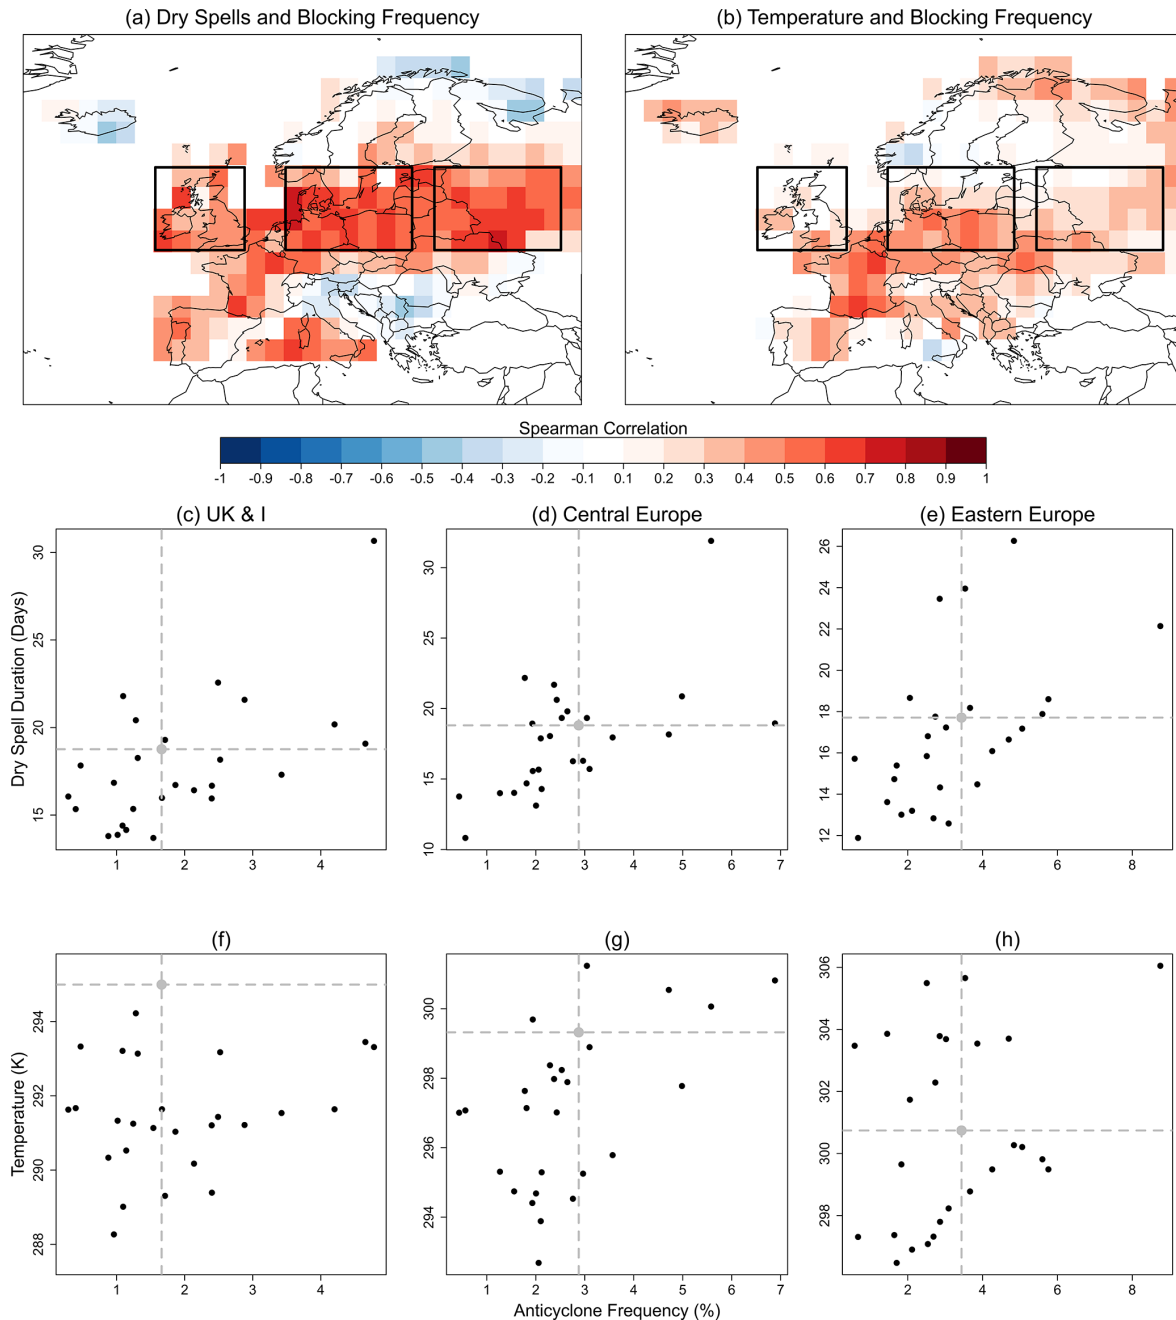 (a) Dry Spells and Blocking Frequency
(b) Temperature and Blocking Frequency
Spearman Correlation
-1 -0.9 -0.7 -0.6 -0.5 -0.4 -0.3 -0.2 -0.1 0.1 0.2 0.3 0.4 0.5 0.6 0.7 0.8 0.9 1
(c) UK & I
(d) Central Europe
(e) Eastern Europe
Dry Spell Duration (Days)
30
25
20
15
1 2 3 4
30
25
20
15
10
1 2 3 4 5 6 7
26
24
22
20
18
16
14
12
2 4 6 8
(f)
(g)
(h)
Temperature (K)
294
292
290
288
1 2 3 4
300
298
296
294
1 2 3 4 5 6 7
306
304
302
300
298
2 4 6 8
Anticyclone Frequency (%)